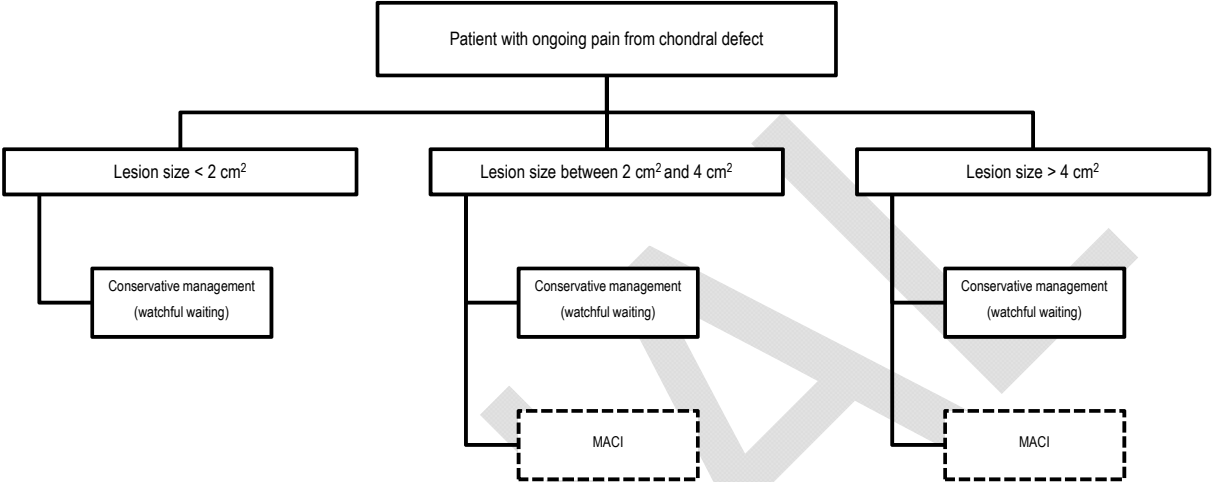 Patient with ongoing pain from chondral defect
Lesion size < 2 cm²
Lesion size between 2 cm² and 4 cm²
Lesion size > 4 cm²
Conservative management
(watchful waiting)
Conservative management
(watchful waiting)
Conservative management
(watchful waiting)
MACI
MACI